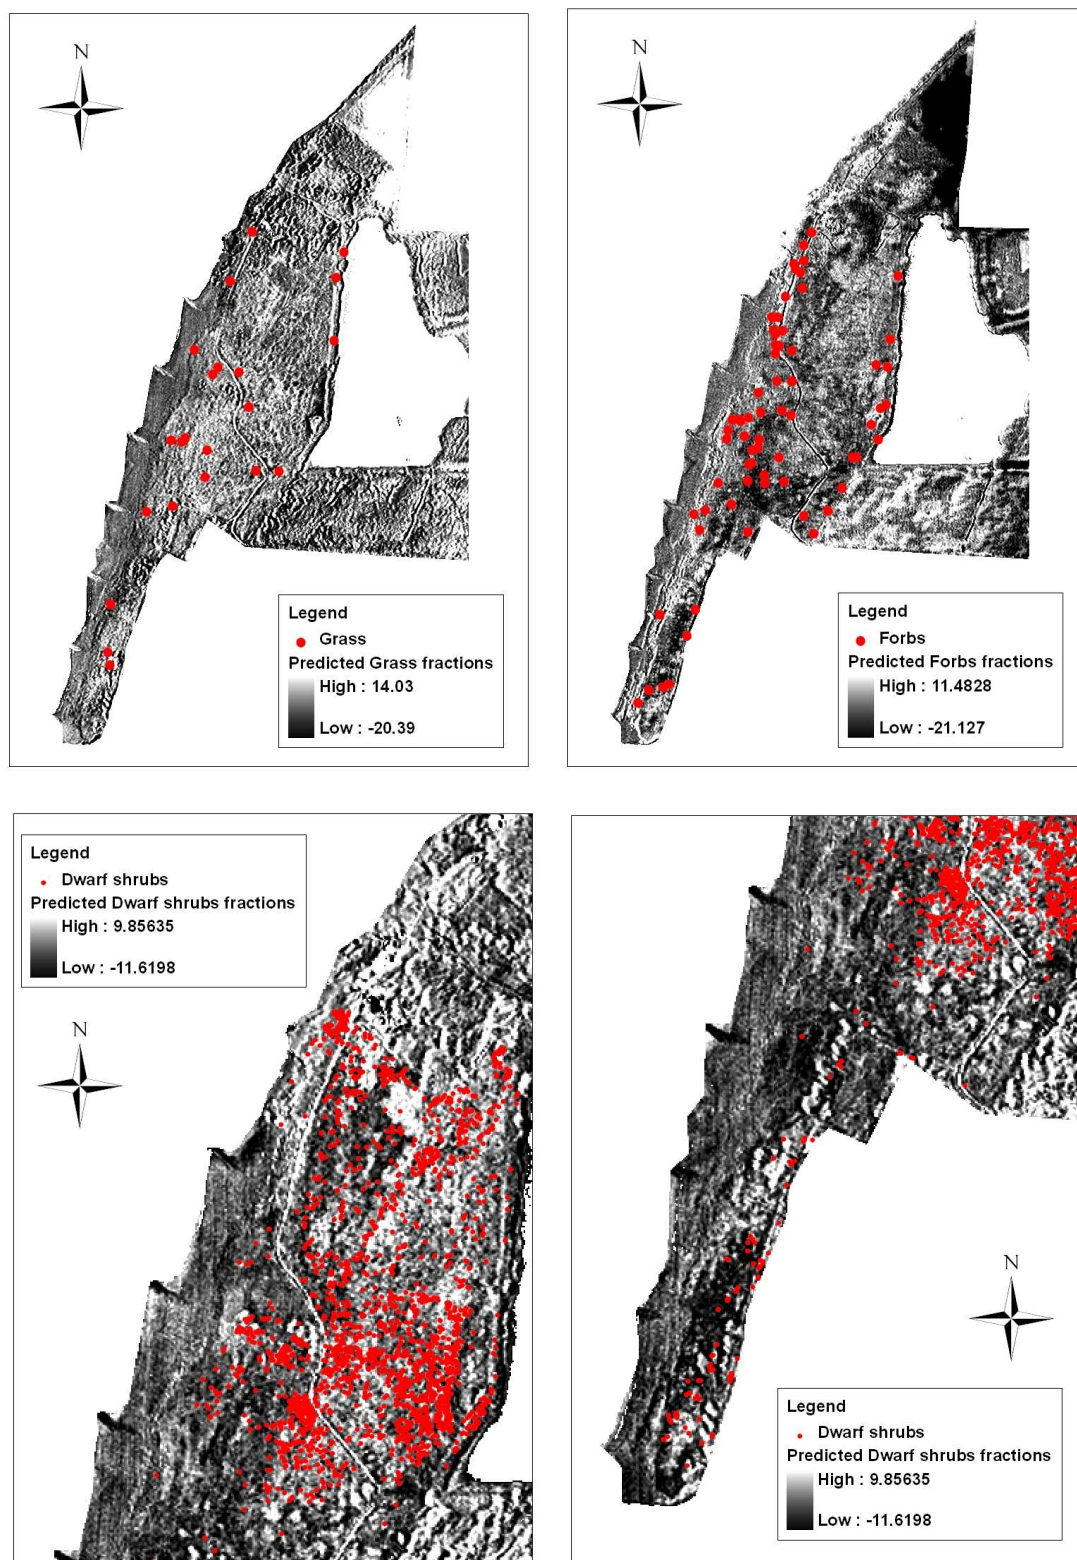 N
Legend
Grass
Predicted Grass fractions
High : 14.03
Low : -20.39
N
Legend
Forbs
Predicted Forbs fractions
High : 11.4828
Low : -21.127
Legend
Dwarf shrubs
Predicted Dwarf shrubs fractions
High : 9.85635
Low : -11.6198
N
N
Legend
Dwarf shrubs
Predicted Dwarf shrubs fractions
High : 9.85635
Low : -11.6198